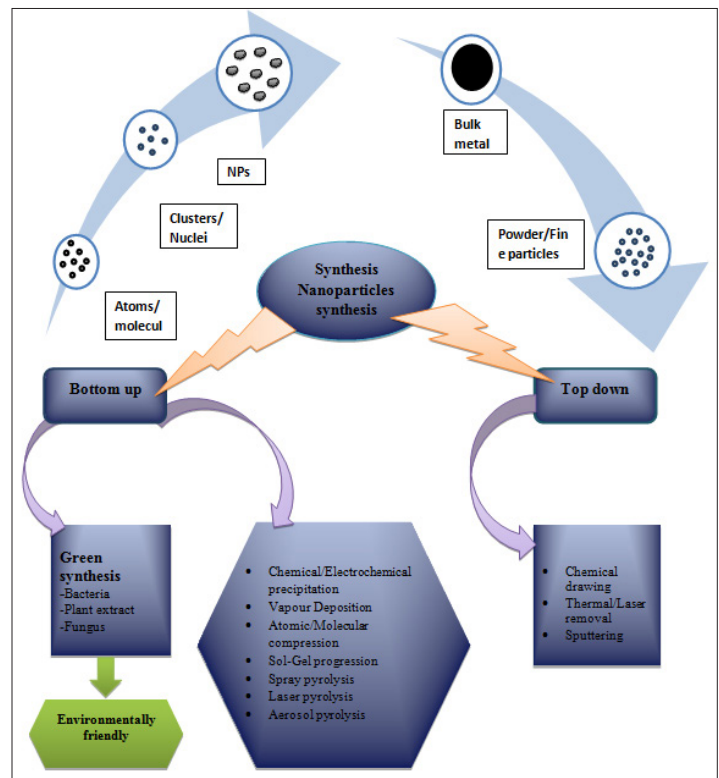 Bulk
metal
NPs
Clusters/
Nuclei
Powder/Fin
e particles
Atoms/
molecul
Synthesis
Nanoparticles
synthesis
Bottom up
Top down
Green
synthesis
-Bacteria
-Plant extract
-Fungus
• Chemical/Electrochemical
precipitation
• Vapour Deposition
• Atomic/Molecular
compression
• Sol-Gel progression
• Spray pyrolysis
• Laser pyrolysis
• Aerosol pyrolysis
• Chemical
drawing
• Thermal/Laser
removal
• Sputtering
Environmentally
friendly